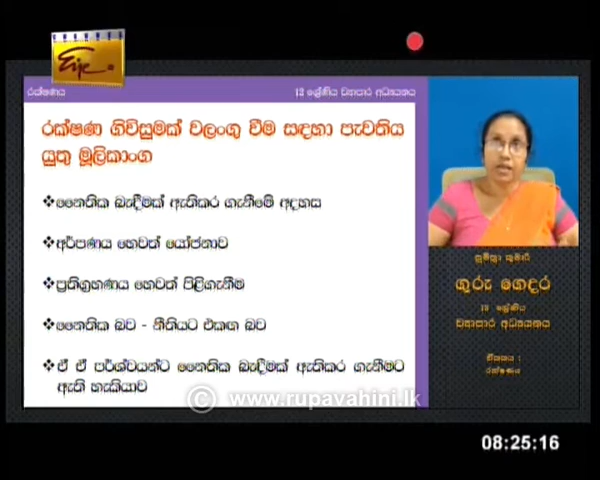 Eye
රක්ෂණය
12 ශ්‍රේණිය ව්‍යාපාර අධ්‍යයනය
රක්ෂණ ගිවිසුමක් වලංගු වීම සඳහා පැවතිය
යුතු මූලිකාංග
❖නෛතික බැඳීමක් ඇතිකර ගැනීමේ අදහස
❖අර්පණය හෙවත් යෝජනාව
❖ප්‍රතිග්‍රහණය හෙවත් පිළිගැනීම
❖නෛතික බව - නීතියට එකඟ බව
❖ඒ ඒ පාර්ශ්වයන්ට නෛතික බැඳීමක් ඇතිකර ගැනීමට
ඇති හැකියාව
සුමිත්‍රා කුමාරි
ගුරු ගෙදර
12 ශ්‍රේණිය
ව්‍යාපාර අධ්‍යයනය
ඒකකය :
රක්ෂණය
© www.rupavahini.lk
08:25:16